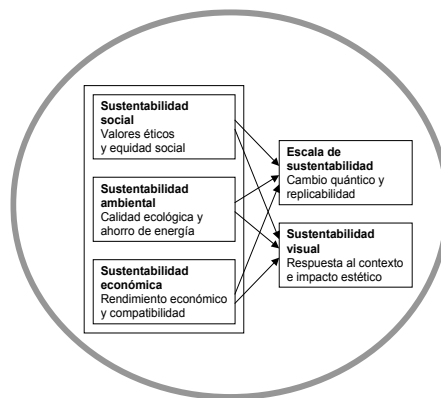 Sustentabilidad
social
Valores éticos
y equidad social
Sustentabilidad
ambiental
Calidad ecológica y
ahorro de energía
Sustentabilidad
económica
Rendimiento económico
y compatibilidad
Escala de
sustentabilidad
Cambio quántico y
replicabilidad
Sustentabilidad
visual
Respuesta al contexto
e impacto estético